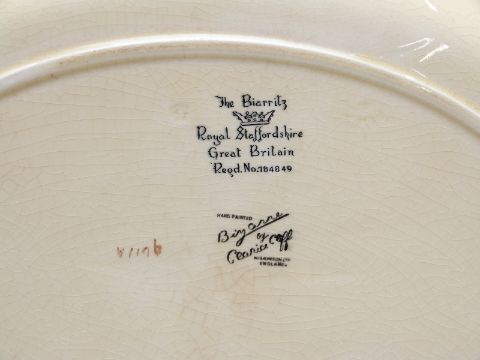 The Biarritz
Royal Staffordshire
Great Britain
Regd. No. 784849
HAND PAINTED
Bizarre
by
Clarice Cliff
WILKINSON LTD
ENGLAND.